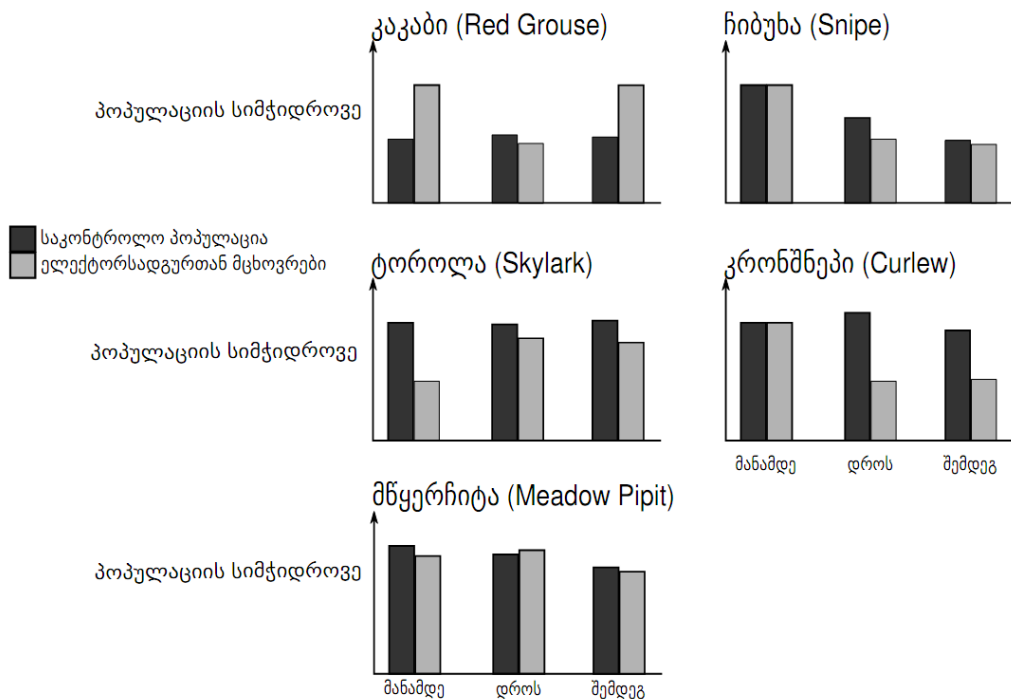 კაკაბი (Red Grouse)
ჩიბუხა (Snipe)
პოპულაციის სიმჭიდროვე
საკონტროლო პოპულაცია
ელექტორსადგურთან მცხოვრები
ტოროლა (Skylark)
კრონშნეპი (Curlew)
პოპულაციის სიმჭიდროვე
მანამდე დროს შემდეგ
მწყერჩიტა (Meadow Pipit)
პოპულაციის სიმჭიდროვე
მანამდე დროს შემდეგ